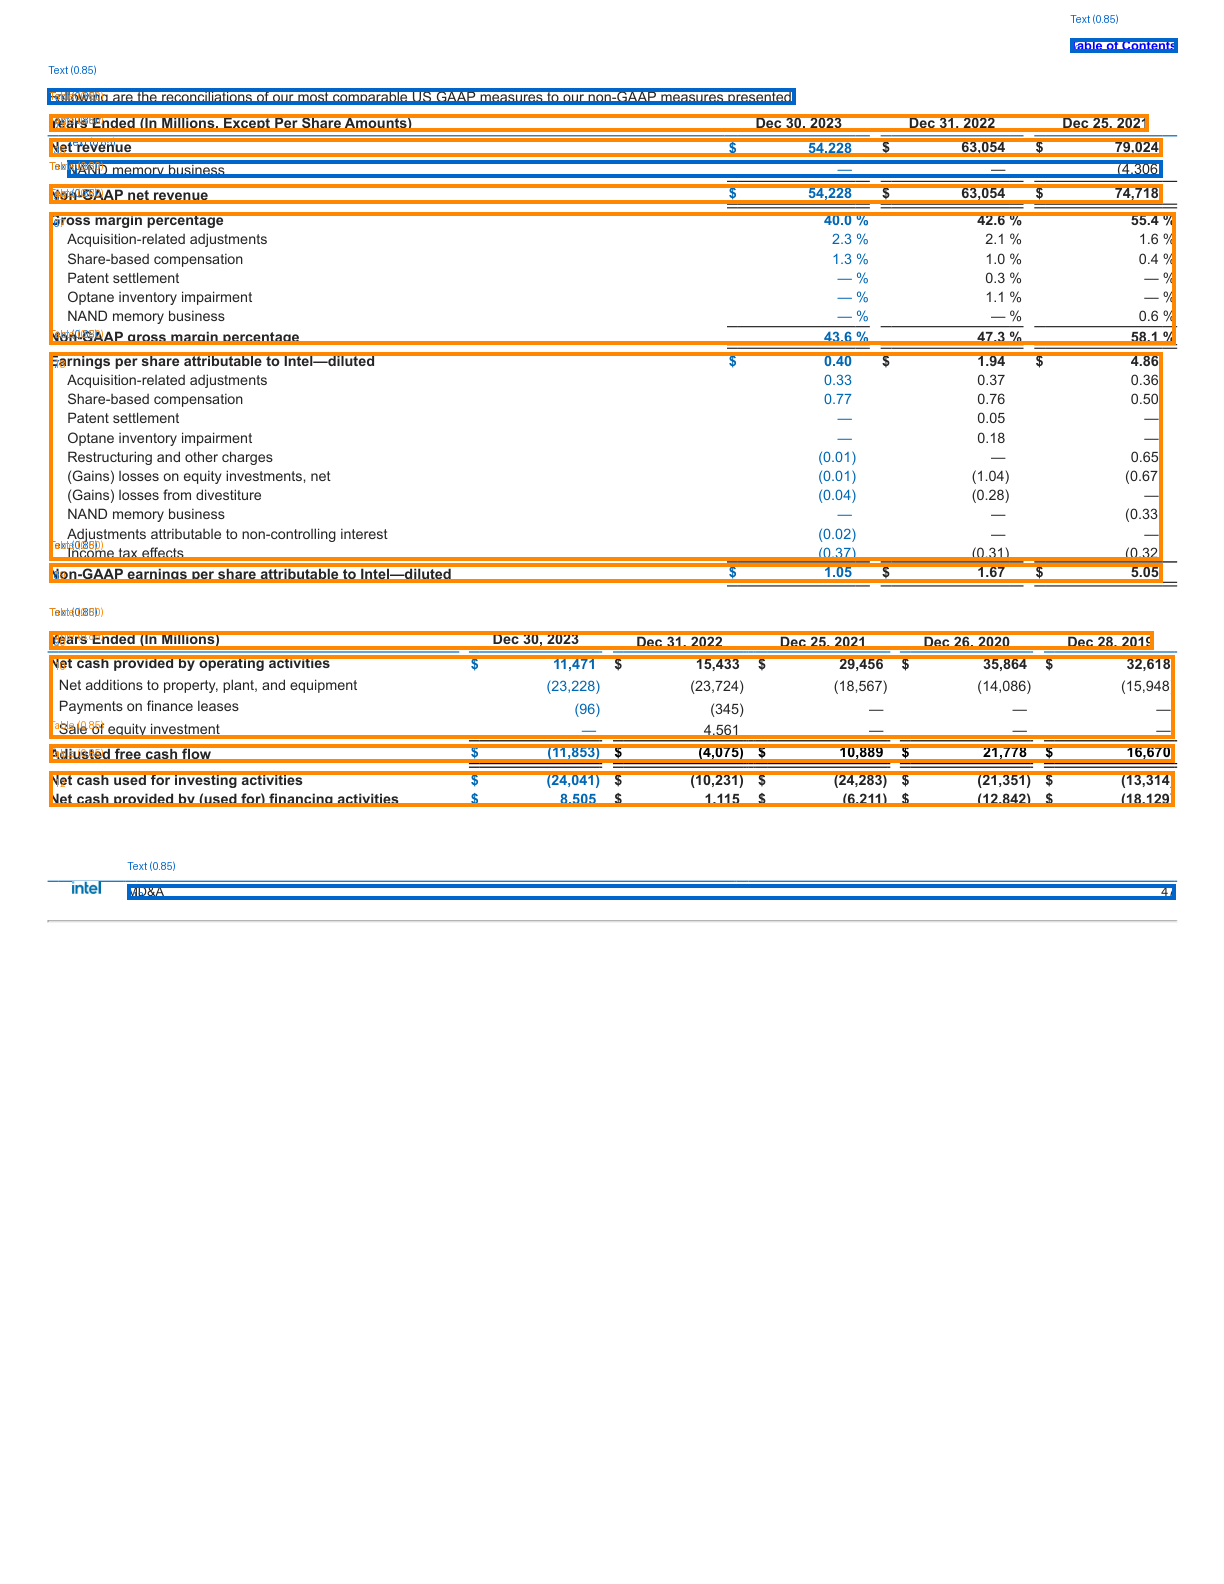 Text (0.85)
Table of Contents
Text (0.85)
Following are the reconciliations of our most comparable US GAAP measures to our non-GAAP measures presented
Years Ended (In Millions, Except Per Share Amounts) Dec 30, 2023 Dec 31, 2022 Dec 25, 2021
Net revenue $ 54,228 $ 63,054 $ 79,024
NAND memory business — — (4,306)
Non-GAAP net revenue $ 54,228 $ 63,054 $ 74,718
Gross margin percentage 40.0 % 42.6 % 55.4 %
Acquisition-related adjustments 2.3 % 2.1 % 1.6 %
Share-based compensation 1.3 % 1.0 % 0.4 %
Patent settlement — % 0.3 % — %
Optane inventory impairment — % 1.1 % — %
NAND memory business — % — % 0.6 %
Non-GAAP gross margin percentage 43.6 % 47.3 % 58.1 %
Earnings per share attributable to Intel—diluted $ 0.40 $ 1.94 $ 4.86
Acquisition-related adjustments 0.33 0.37 0.36
Share-based compensation 0.77 0.76 0.50
Patent settlement — 0.05 —
Optane inventory impairment — 0.18 —
Restructuring and other charges (0.01) — 0.65
(Gains) losses on equity investments, net (0.01) (1.04) (0.67
(Gains) losses from divestiture (0.04) (0.28) —
NAND memory business — — (0.33
Adjustments attributable to non-controlling interest (0.02) — —
Income tax effects (0.37) (0.31) (0.32
Non-GAAP earnings per share attributable to Intel—diluted $ 1.05 $ 1.67 $ 5.05
Years Ended (In Millions) Dec 30, 2023 Dec 31, 2022 Dec 25, 2021 Dec 26, 2020 Dec 28, 2019
Net cash provided by operating activities $ 11,471 $ 15,433 $ 29,456 $ 35,864 $ 32,618
Net additions to property, plant, and equipment (23,228) (23,724) (18,567) (14,086) (15,948
Payments on finance leases (96) (345) — — —
Table (0.85)
Sale of equity investment — 4,561 — — —
Adjusted free cash flow $ (11,853) $ (4,075) $ 10,889 $ 21,778 $ 16,670
Net cash used for investing activities $ (24,041) $ (10,231) $ (24,283) $ (21,351) $ (13,314
Net cash provided by (used for) financing activities $ 8,505 $ 1,115 $ (6,211) $ (12,842) $ (18,129
Text (0.85)
intel MD&A 47